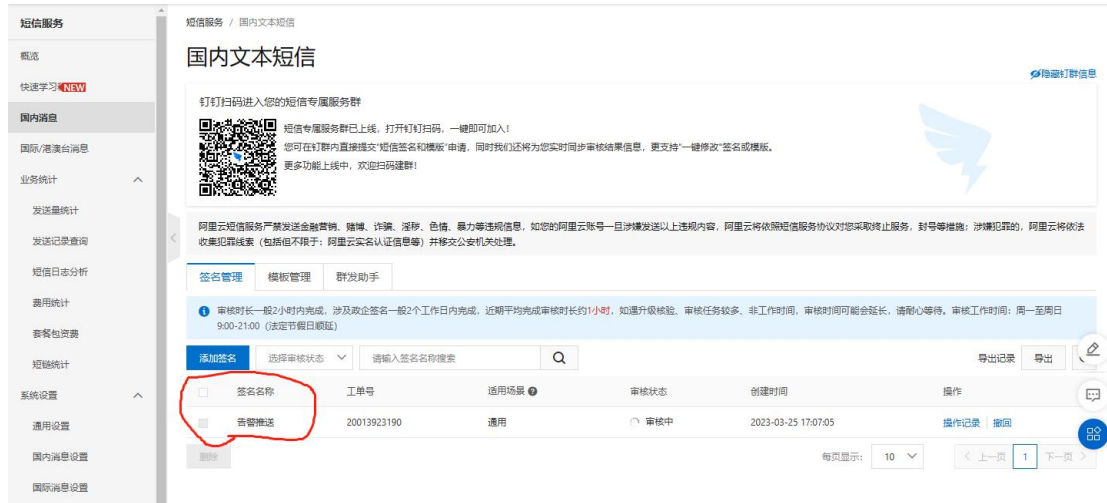 短信服务
概览
快速学习 NEW
国内消息
国际/港澳台消息
业务统计
发送量统计
发送记录查询
短信日志分析
费用统计
套餐包资费
短链统计
系统设置
通用设置
国内消息设置
国际消息设置
短信服务 / 国内文本短信
国内文本短信
隐藏钉群信息
钉钉扫码进入您的短信专属服务群
短信专属服务群已上线，打开钉钉扫码，一键即可加入！
您可在钉群内直接提交“短信签名和模版”申请，同时我们还将为您实时同步审核结果信息，更支持“一键修改”签名或模版。
更多功能上线中，欢迎扫码建群！
阿里云短信服务严禁发送金融营销、赌博、诈骗、淫秽、色情、暴力等违规信息，如您的阿里云账号一旦涉嫌发送以上违规内容，阿里云将依照短信服务协议对您采取终止服务，封号等措施；涉嫌犯罪的，阿里云将依法
收集犯罪线索（包括但不限于：阿里云实名认证信息等）并移交公安机关处理。
签名管理 模板管理 群发助手
审核时长一般2小时内完成，涉及政企签名一般2个工作日内完成，近期平均完成审核时长约1小时，如遇升级核验、审核任务较多、非工作时间，审核时间可能会延长，请耐心等待。审核工作时间：周一至周日
9:00-21:00（法定节假日顺延）
添加签名 选择审核状态 请输入签名名称搜索 导出记录 导出
签名名称 工单号 适用场景 审核状态 创建时间 操作
告警推送 20013923190 通用 审核中 2023-03-25 17:07:05 操作记录 撤回
删除 每页显示： 10 上一页 1 下一页